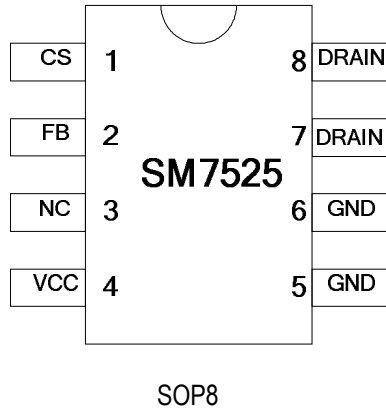 CS 1 8 DRAIN
FB 2 7 DRAIN
SM7525
NC 3 6 GND
VCC 4 5 GND
SOP8